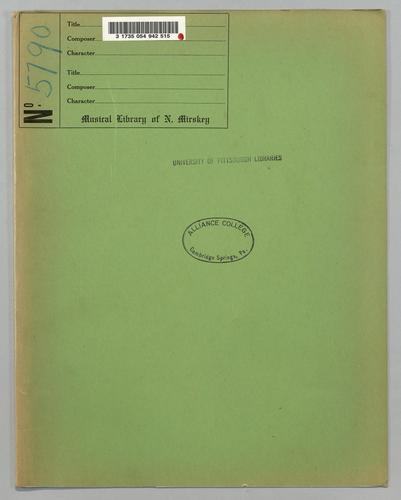 No. 5790
Title
Composer
Character
Title
Composer
Character
Musical Library of N. Mirskey
3 1735 054 942 515
UNIVERSITY OF PITTSBURGH LIBRARIES
ALLIANCE COLLEGE
Cambridge Springs, Pa.